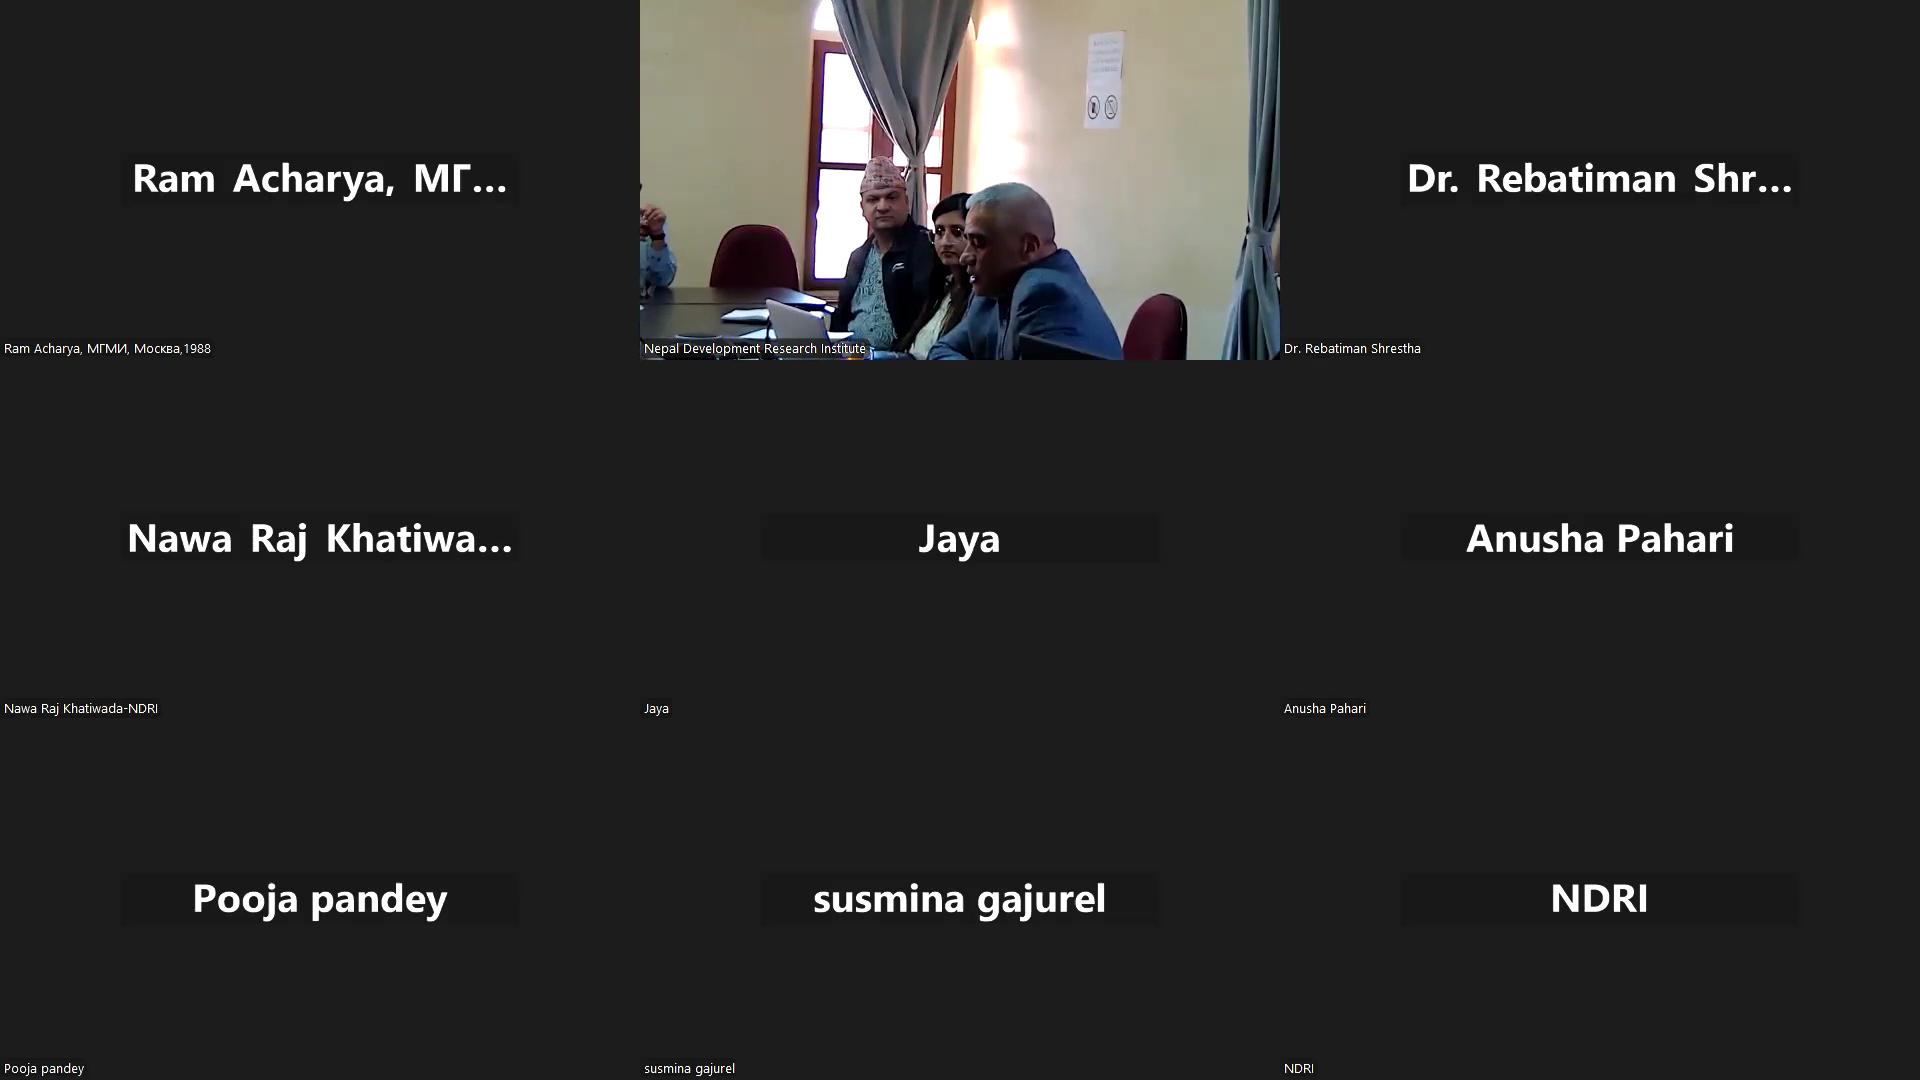 Ram Acharya, МГ...
Ram Acharya, МГМИ, Москва,1988
Nepal Development Research Institute
Dr. Rebatiman Shr...
Dr. Rebatiman Shrestha
Nawa Raj Khatiwa...
Nawa Raj Khatiwada-NDRI
Jaya
Jaya
Anusha Pahari
Anusha Pahari
Pooja pandey
Pooja pandey
susmina gajurel
susmina gajurel
NDRI
NDRI